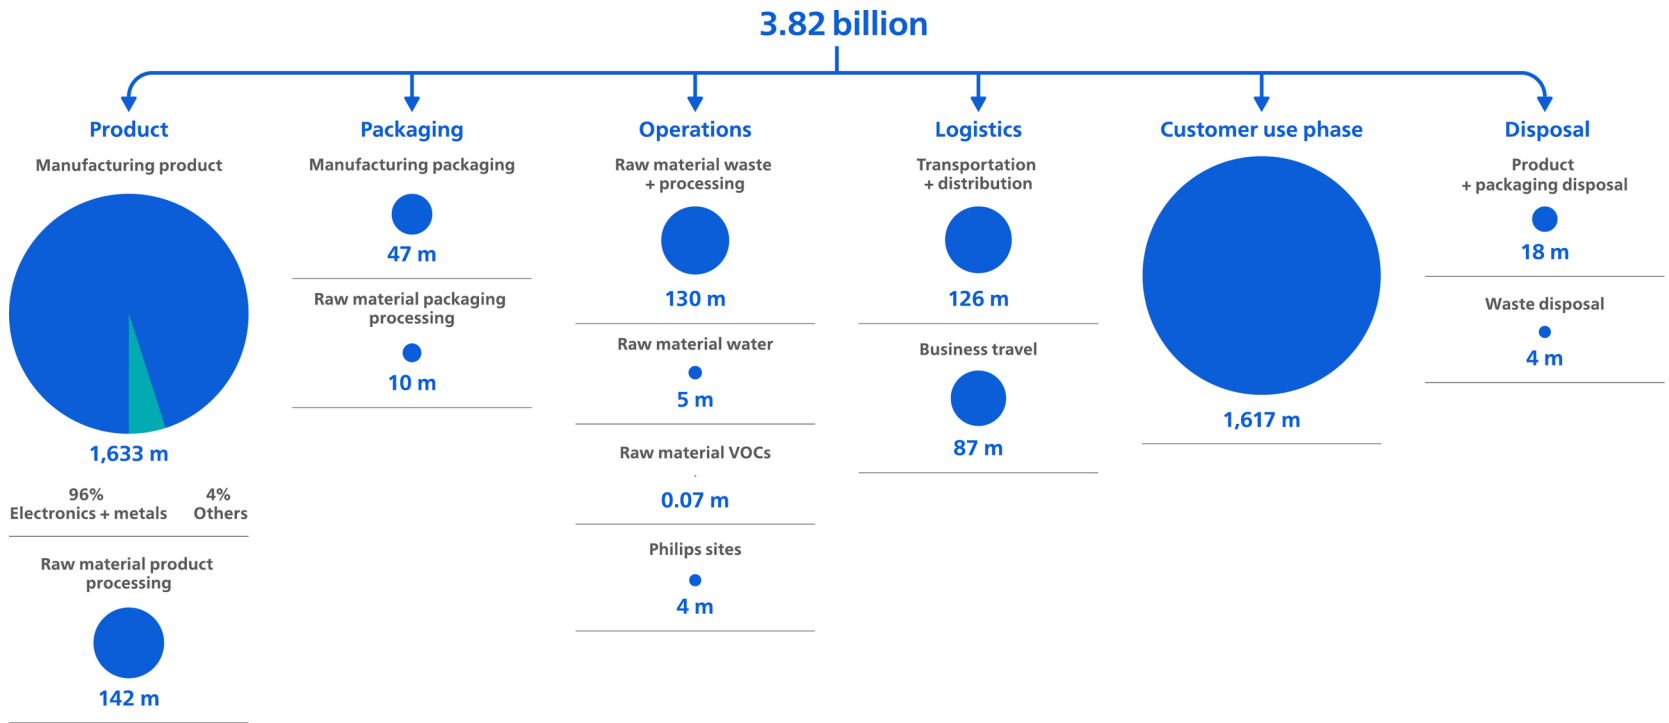 3.82 billion
Product
Manufacturing product
1,633 m
96%
Electronics + metals
4%
Others
Raw material product
processing
142 m
Packaging
Manufacturing packaging
47 m
Raw material packaging
processing
10 m
Operations
Raw material waste
+ processing
130 m
Raw material water
5 m
Raw material VOCs
0.07 m
Philips sites
4 m
Logistics
Transportation
+ distribution
126 m
Business travel
87 m
Customer use phase
1,617 m
Disposal
Product
+ packaging disposal
18 m
Waste disposal
4 m